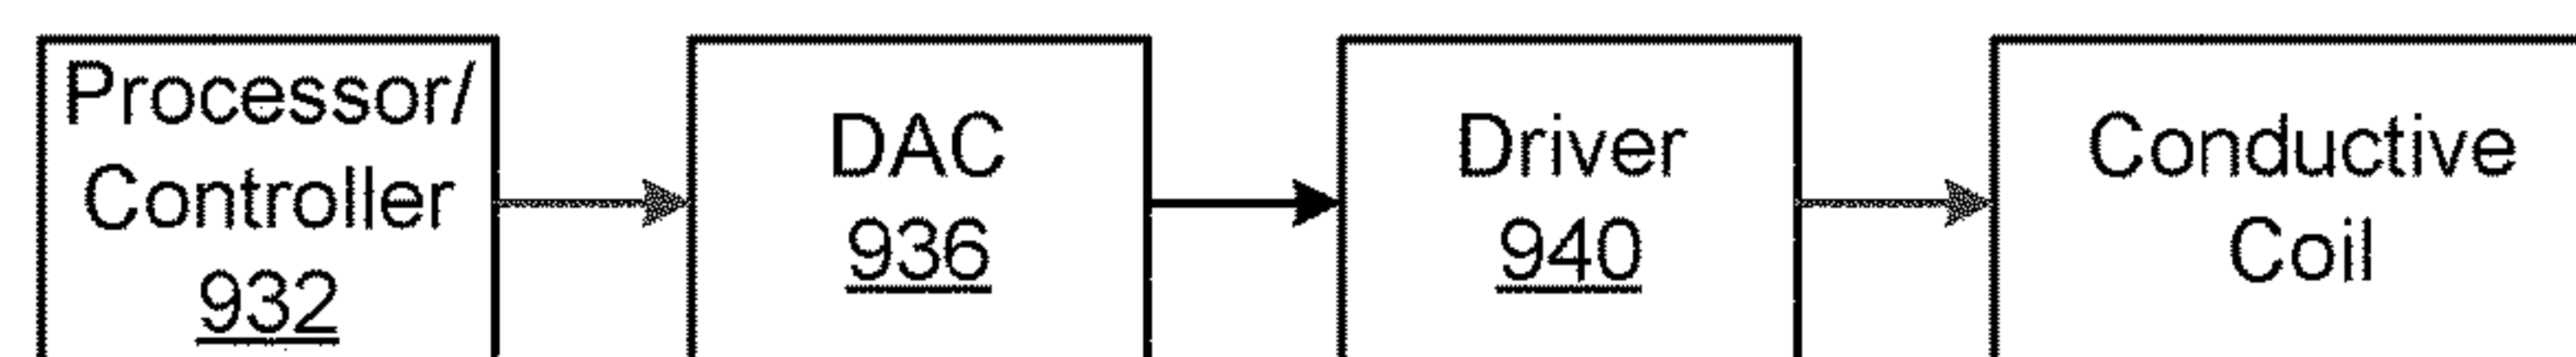 Processor/
Controller
932
DAC
936
Driver
940
Conductive
Coil